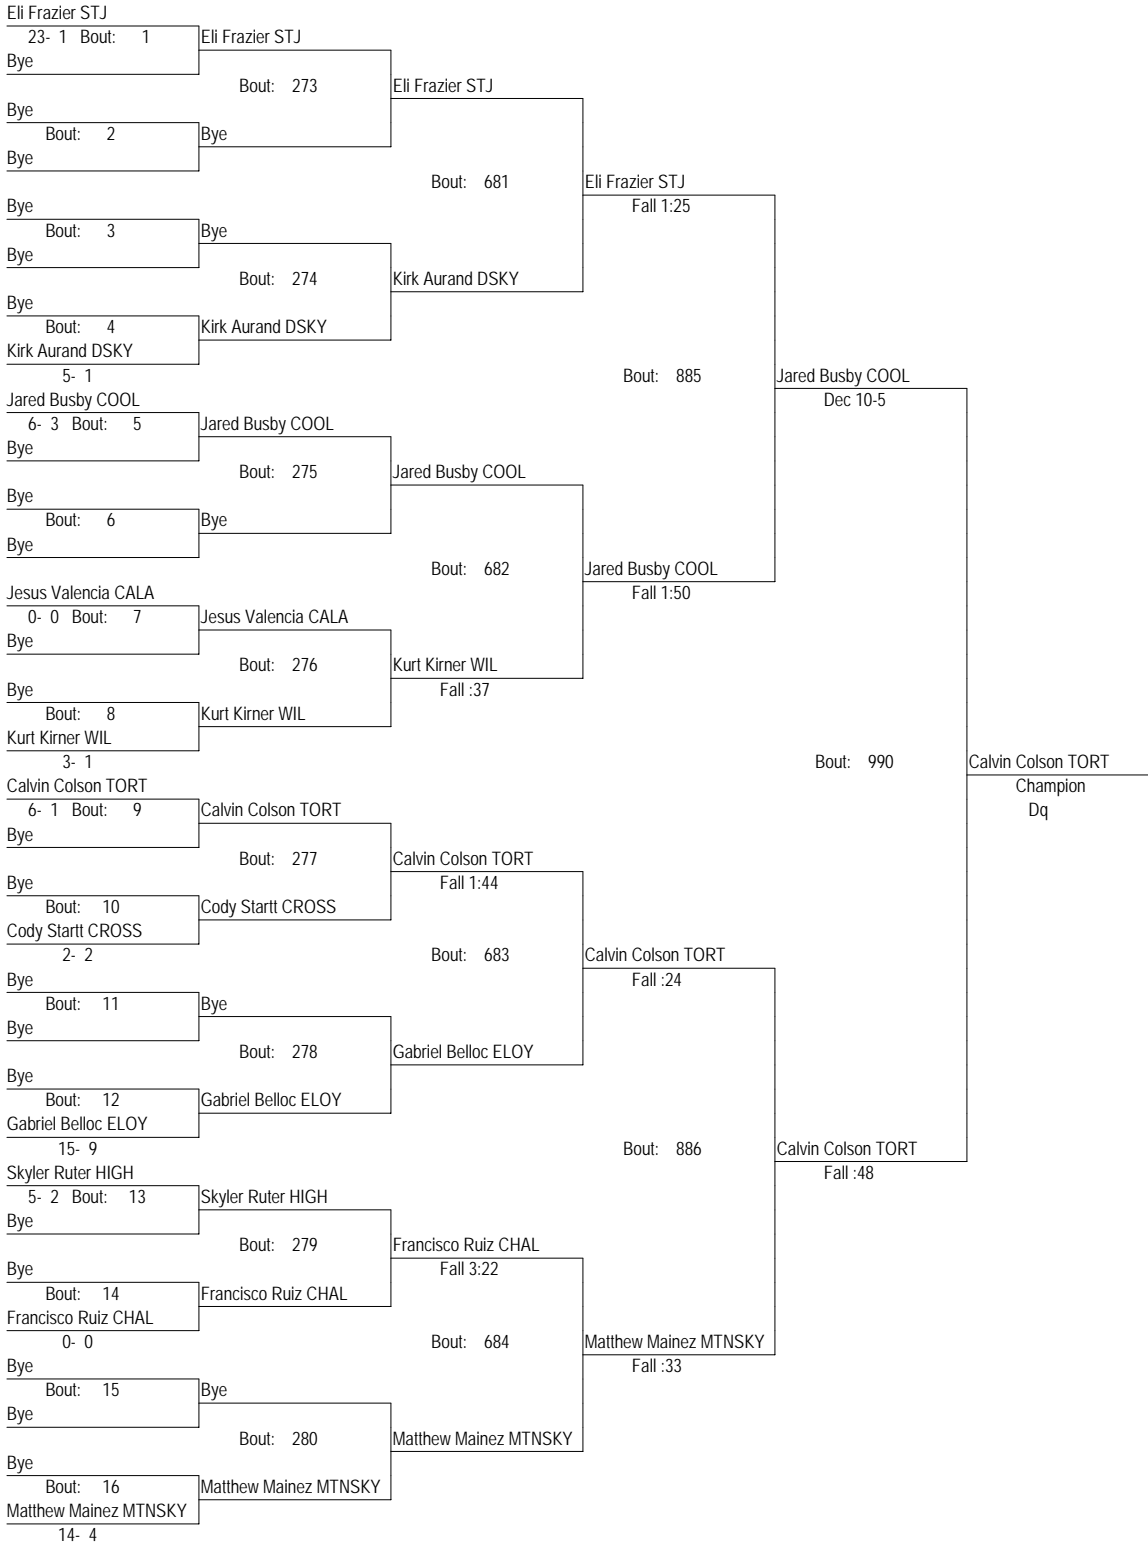 Eli Frazier STJ
23- 1 Bout: 1 Eli Frazier STJ
Bye
Bout: 273 Eli Frazier STJ
Bye
Bout: 2 Bye
Bye
Bout: 681 Eli Frazier STJ
Bye Fall 1:25
Bout: 3 Bye
Bye
Bout: 274 Kirk Aurand DSKY
Bye
Bout: 4 Kirk Aurand DSKY
Kirk Aurand DSKY
5- 1 Bout: 885 Jared Busby COOL
Jared Busby COOL Dec 10-5
6- 3 Bout: 5 Jared Busby COOL
Bye
Bout: 275 Jared Busby COOL
Bye
Bout: 6 Bye
Bye
Bout: 682 Jared Busby COOL
Jesus Valencia CALA Fall 1:50
0- 0 Bout: 7 Jesus Valencia CALA
Bye
Bout: 276 Kurt Kirner WIL
Bye Fall :37
Bout: 8 Kurt Kirner WIL
Kurt Kirner WIL
3- 1 Bout: 990 Calvin Colson TORT
Calvin Colson TORT Champion
6- 1 Bout: 9 Calvin Colson TORT Dq
Bye
Bout: 277 Calvin Colson TORT
Bye Fall 1:44
Bout: 10 Cody Startt CROSS
Cody Startt CROSS
2- 2 Bout: 683 Calvin Colson TORT
Bye Fall :24
Bout: 11 Bye
Bye
Bout: 278 Gabriel Belloc ELOY
Bye
Bout: 12 Gabriel Belloc ELOY
Gabriel Belloc ELOY
15- 9 Bout: 886 Calvin Colson TORT
Skyler Ruter HIGH Fall :48
5- 2 Bout: 13 Skyler Ruter HIGH
Bye
Bout: 279 Francisco Ruiz CHAL
Bye Fall 3:22
Bout: 14 Francisco Ruiz CHAL
Francisco Ruiz CHAL
0- 0 Bout: 684 Matthew Mainez MTNSKY
Bye Fall :33
Bout: 15 Bye
Bye
Bout: 280 Matthew Mainez MTNSKY
Bye
Bout: 16 Matthew Mainez MTNSKY
Matthew Mainez MTNSKY
14- 4